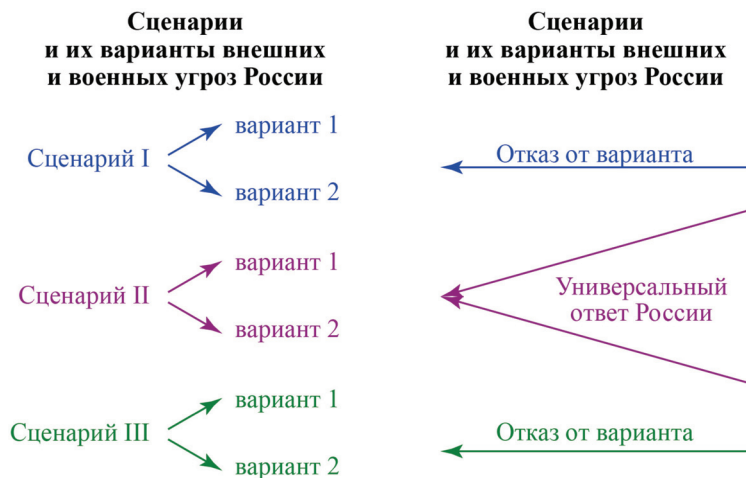 Сценарии
и их варианты внешних
и военных угроз России
Сценарий I
вариант 1
вариант 2
Сценарий II
вариант 1
вариант 2
Сценарий III
вариант 1
вариант 2
Сценарии
и их варианты внешних
и военных угроз России
Отказ от варианта
Универсальный
ответ России
Отказ от варианта